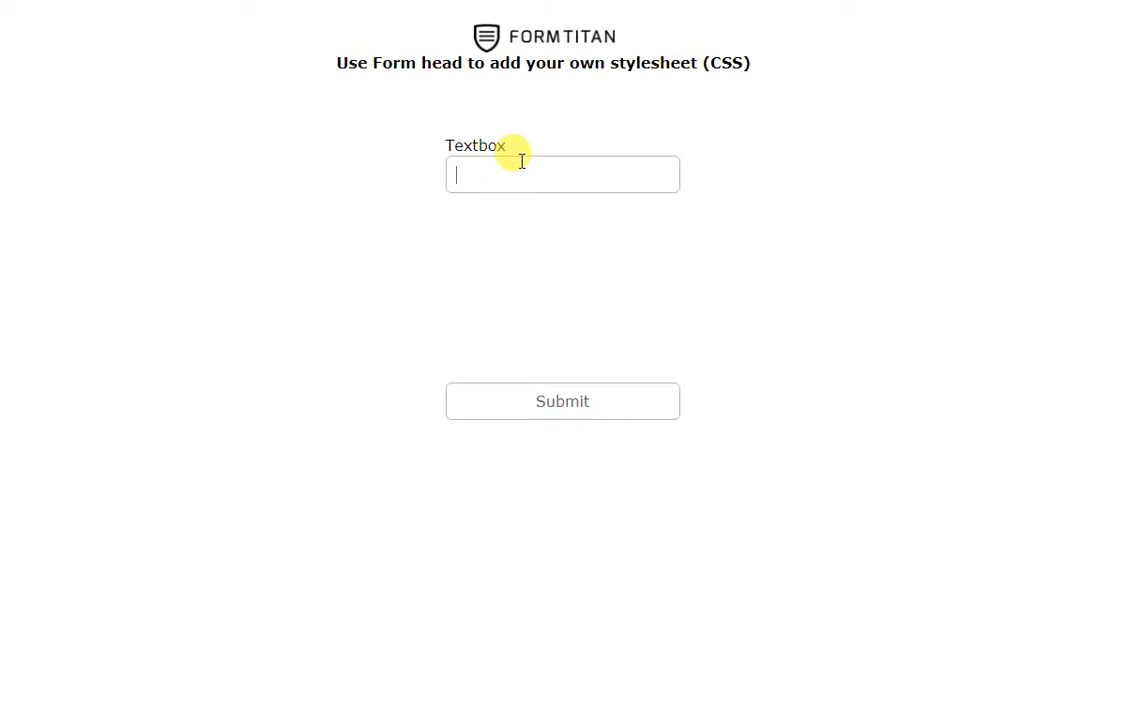 FORMTITAN
Use Form head to add your own stylesheet (CSS)
Textbox
Submit